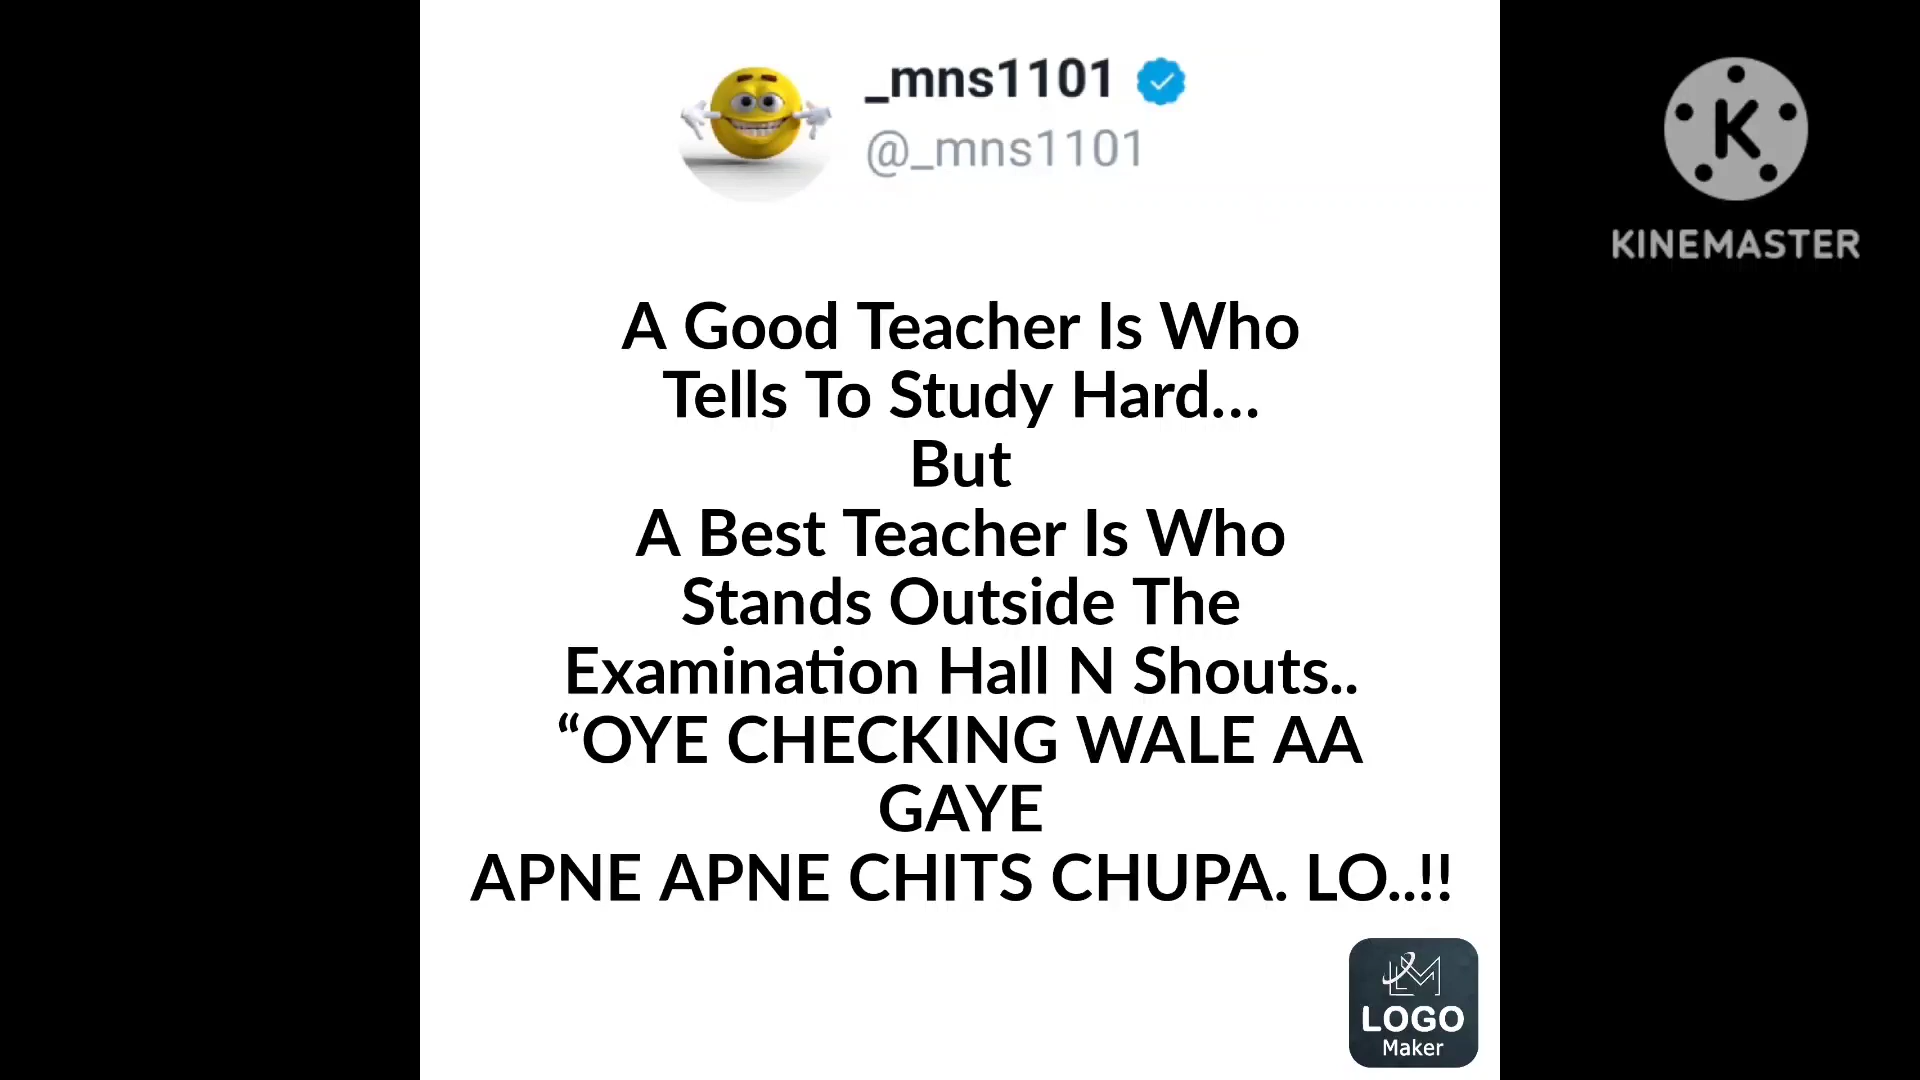 _mns1101
@_mns1101
K
KINEMASTER
A Good Teacher Is Who
Tells To Study Hard...
But
A Best Teacher Is Who
Stands Outside The
Examination Hall N Shouts..
“OYE CHECKING WALE AA
GAYE
APNE APNE CHITS CHUPA. LO..!!
LM
LOGO
Maker